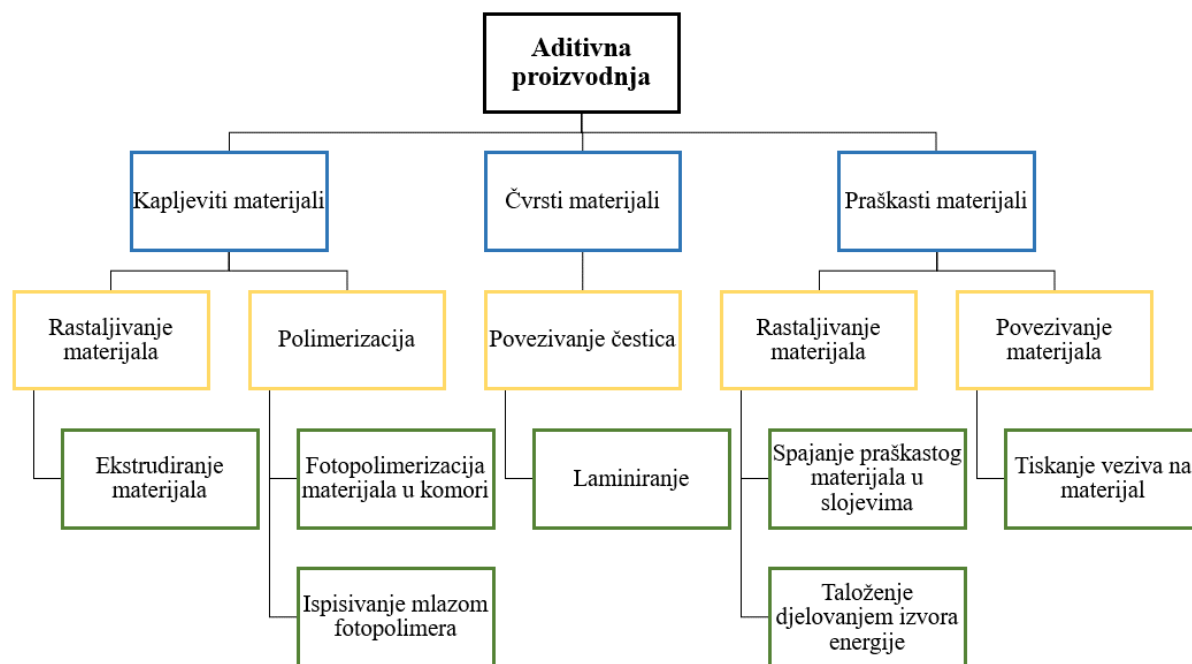 Aditivna
proizvodnja
Kapljeviti materijali
Čvrsti materijali
Praškasti materijali
Rastaljivanje
materijala
Polimerizacija
Povezivanje čestica
Rastaljivanje
materijala
Povezivanje
materijala
Ekstrudiranje
materijala
Fotopolimerizacija
materijala u komori
Laminiranje
Spajanje praškastog
materijala u
slojevima
Tiskanje veziva na
materijal
Ispisivanje mlazom
fotopolimera
Taloženje
djelovanjem izvora
energije